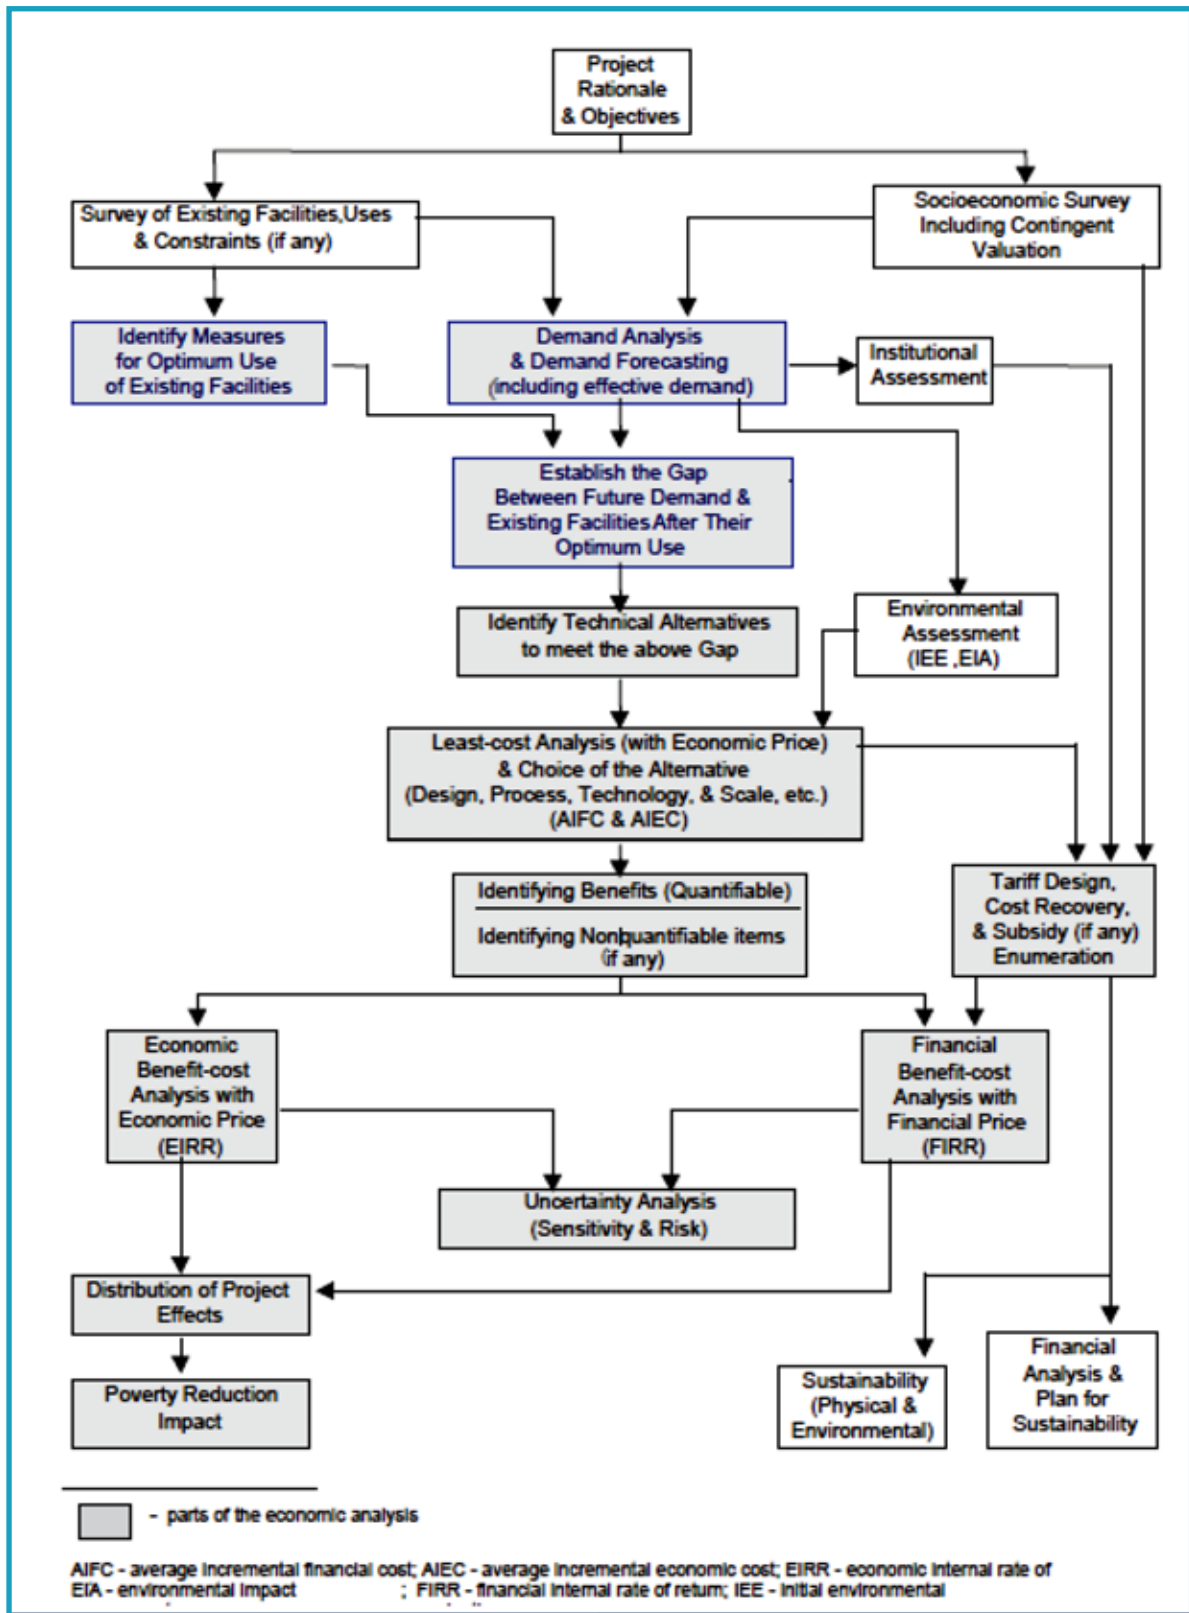 Project
Rationale
& Objectives
Survey of Existing Facilities,Uses
& Constraints (if any)
Socioeconomic Survey
Including Contingent
Valuation
Identify Measures
for Optimum Use
of Existing Facilities
Demand Analysis
& Demand Forecasting
(including effective demand)
Institutional
Assessment
Establish the Gap
Between Future Demand &
Existing Facilities After Their
Optimum Use
Identify Technical Alternatives
to meet the above Gap
Environmental
Assessment
(IEE ,EIA)
Least-cost Analysis (with Economic Price)
& Choice of the Alternative
(Design, Process, Technology, & Scale, etc.)
(AIFC & AIEC)
Identifying Benefits (Quantifiable)
Identifying Nonquantifiable items
(if any)
Tariff Design,
Cost Recovery,
& Subsidy (if any)
Enumeration
Economic
Benefit-cost
Analysis with
Economic Price
(EIRR)
Financial
Benefit-cost
Analysis with
Financial Price
(FIRR)
Uncertainty Analysis
(Sensitivity & Risk)
Distribution of Project
Effects
Poverty Reduction
Impact
Sustainability
(Physical &
Environmental)
Financial
Analysis &
Plan for
Sustainability
- parts of the economic analysis
AIFC - average incremental financial cost; AIEC - average incremental economic cost; EIRR - economic internal rate of
EIA - environmental impact ; FIRR - financial internal rate of return; IEE - initial environmental